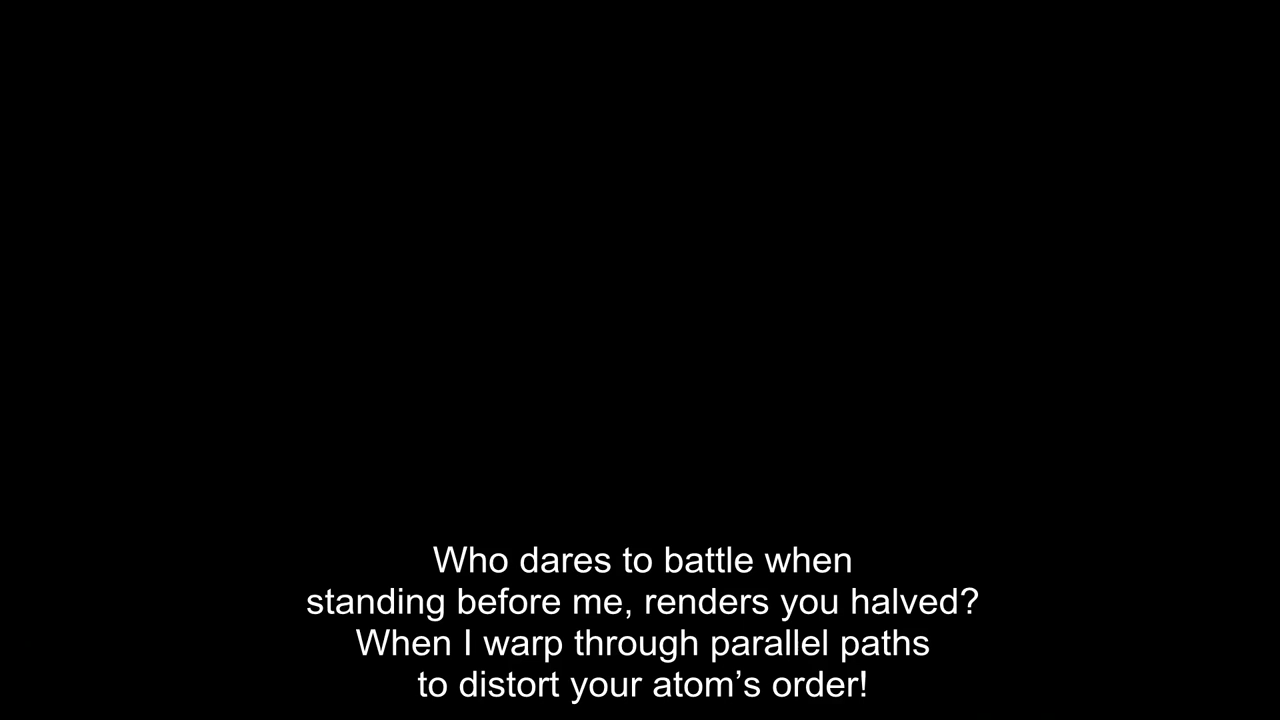 Who dares to battle when
standing before me, renders you halved?
When I warp through parallel paths
to distort your atom’s order!